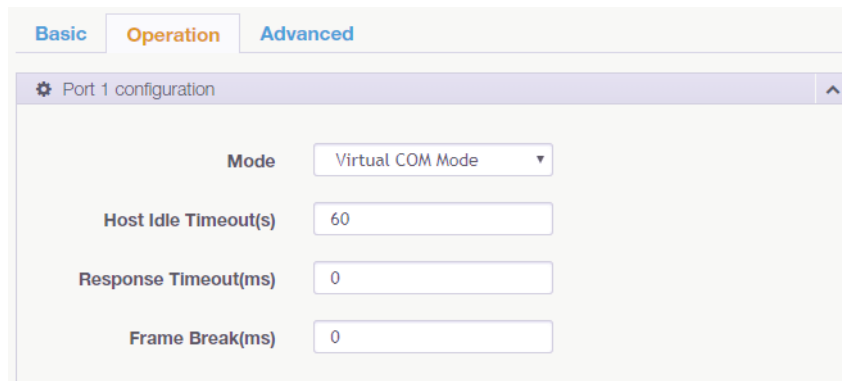 Basic Operation Advanced
Port 1 configuration
Mode Virtual COM Mode
Host Idle Timeout(s) 60
Response Timeout(ms) 0
Frame Break(ms) 0